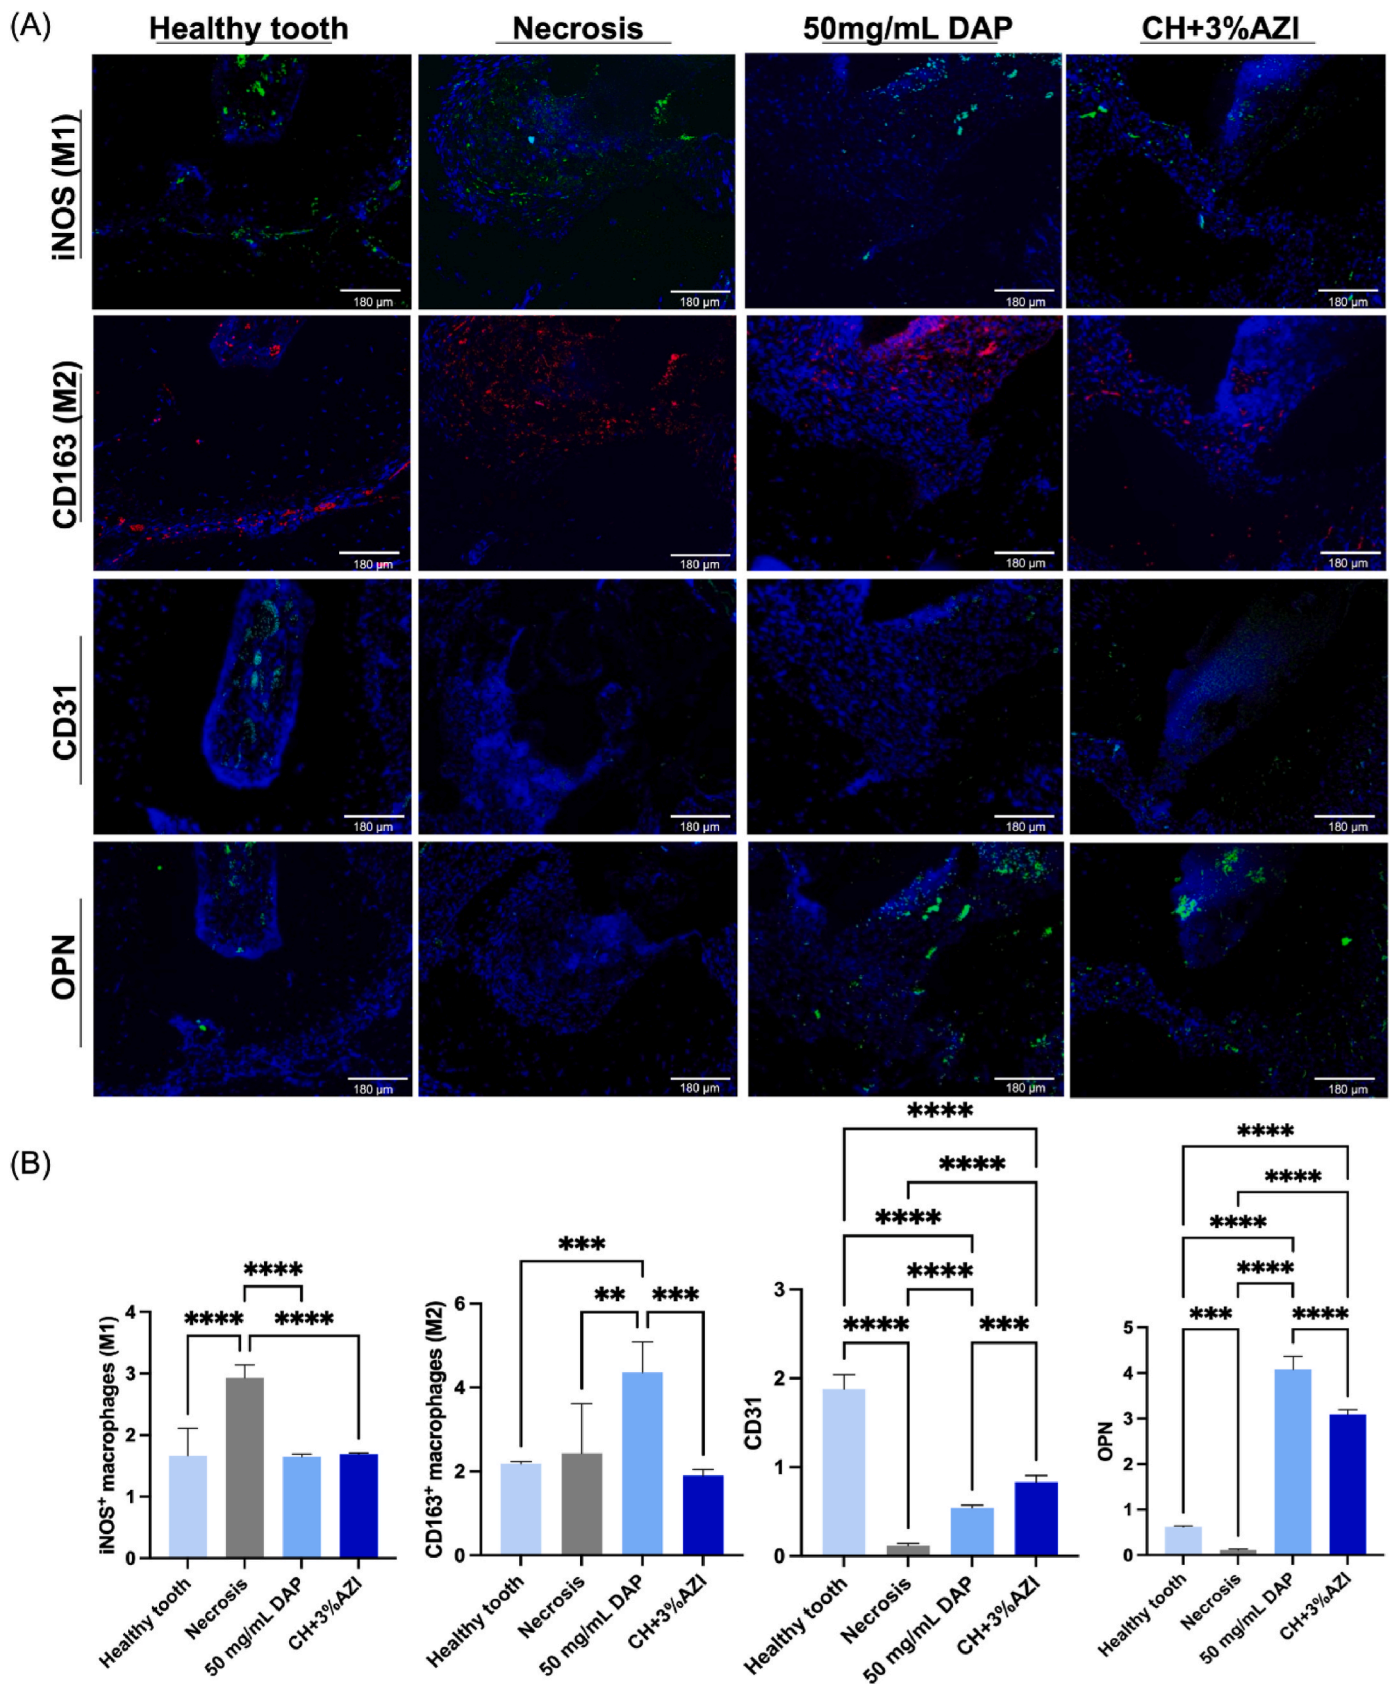 (A)
Healthy tooth Necrosis 50mg/mL DAP CH+3%AZI
iNOS (M1)
180 µm 180 µm 180 µm 180 µm
CD163 (M2)
180 µm 180 µm 180 µm 180 µm
CD31
180 µm 180 µm 180 µm 180 µm
OPN
180 µm 180 µm 180 µm 180 µm
(B)
iNOS⁺ macrophages (M1)
4
3
2
1
0
**** **** ****
Healthy tooth
Necrosis
50 mg/mL DAP
CH+3%AZI
CD163⁺ macrophages (M2)
6
4
2
0
***
** ***
Healthy tooth
Necrosis
50 mg/mL DAP
CH+3%AZI
CD31
3
2
1
0
****
****
****
****
**** ***
Healthy tooth
Necrosis
50 mg/mL DAP
CH+3%AZI
OPN
5
4
3
2
1
0
****
****
****
****
*** ****
Healthy tooth
Necrosis
50 mg/mL DAP
CH+3%AZI